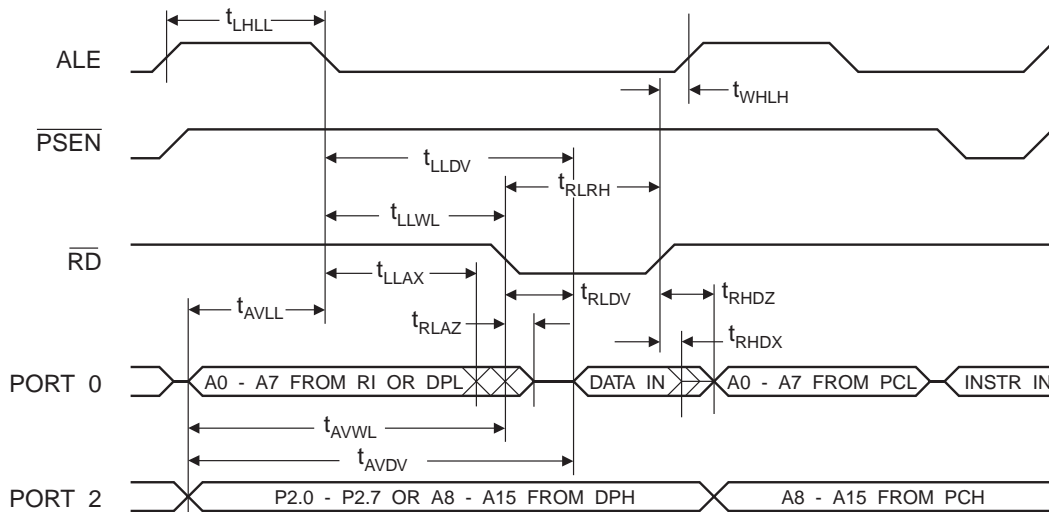 tLHLL
ALE
tWHLH
PSEN
tLLDV
tRLRH
tLLWL
RD
tLLAX
tRLDV
tRHDZ
tAVLL
tRLAZ
tRHDX
PORT 0
A0 - A7 FROM RI OR DPL
DATA IN
A0 - A7 FROM PCL
INSTR IN
tAVWL
tAVDV
PORT 2
P2.0 - P2.7 OR A8 - A15 FROM DPH
A8 - A15 FROM PCH